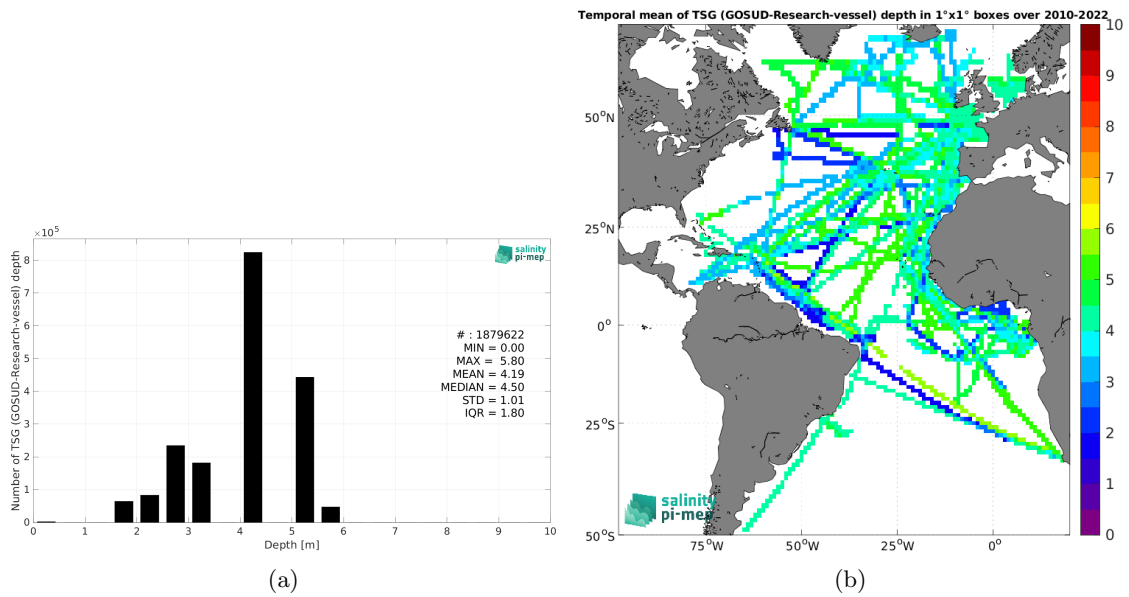 ×10⁵
8
7
6
5
4
3
2
1
0
Number of TSG (GOSUD-Research-vessel) depth
salinity
pi-mep
# : 1879622
MIN = 0.00
MAX = 5.80
MEAN = 4.19
MEDIAN = 4.50
STD = 1.01
IQR = 1.80
0 1 2 3 4 5 6 7 8 9 10
Depth [m]
(a)
Temporal mean of TSG (GOSUD-Research-vessel) depth in 1°x1° boxes over 2010-2022
50°N
25°N
0°
25°S
50°S
75°W 50°W 25°W 0°
salinity
pi-mep
10
9
8
7
6
5
4
3
2
1
0
(b)